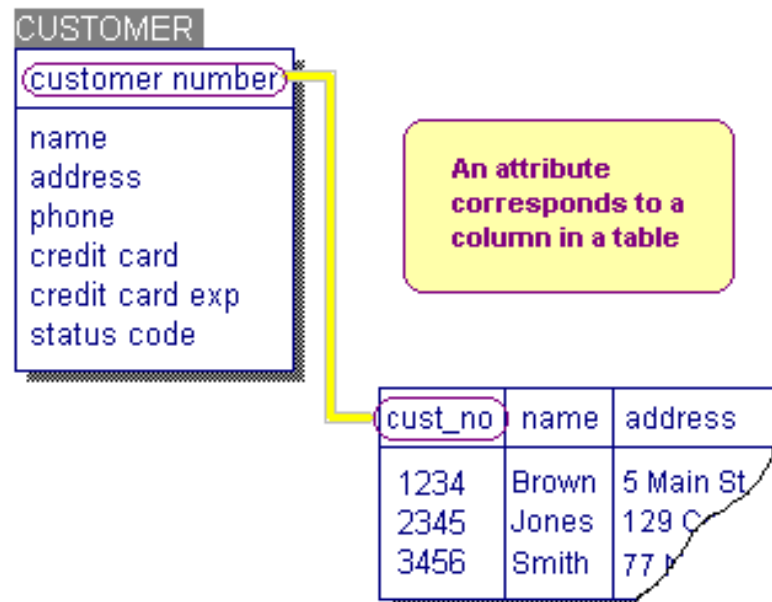 CUSTOMER
customer number
name
address
phone
credit card
credit card exp
status code
An attribute
corresponds to a
column in a table
cust_no name address
1234 Brown 5 Main St
2345 Jones 129
3456 Smith 77